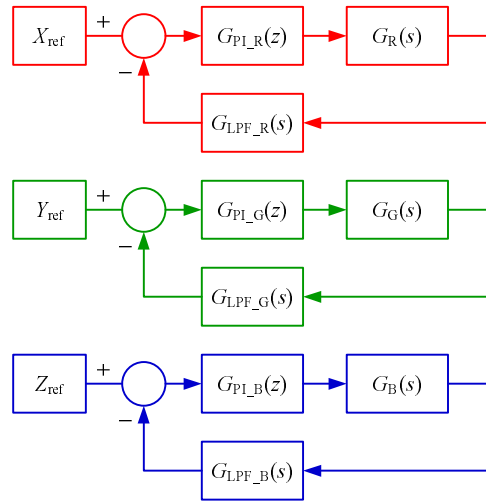 X_ref + − G_PI_R(z) G_R(s)
G_LPF_R(s)
Y_ref + − G_PI_G(z) G_G(s)
G_LPF_G(s)
Z_ref + − G_PI_B(z) G_B(s)
G_LPF_B(s)